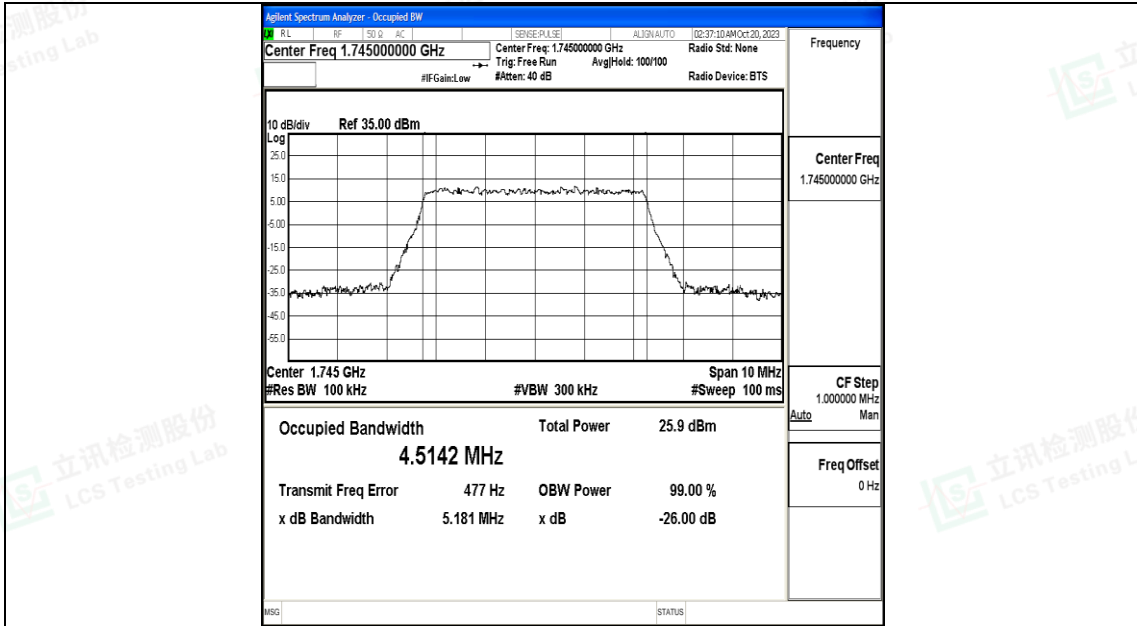 Agilent Spectrum Analyzer - Occupied BW
RL RF 50 Ω AC SENSE:PULSE ALIGN AUTO 02:37:10 AM Oct 20, 2023
Center Freq 1.745000000 GHz
Center Freq: 1.745000000 GHz
Radio Std: None
Trig: Free Run Avg|Hold: 100/100
#IFGain:Low
#Atten: 40 dB
Radio Device: BTS
Frequency
10 dB/div Ref 35.00 dBm
Log
25.0
15.0
5.00
-5.00
-15.0
-25.0
-35.0
-45.0
-55.0
Center 1.745 GHz Span 10 MHz
#Res BW 100 kHz #VBW 300 kHz #Sweep 100 ms
Center Freq
1.745000000 GHz
CF Step
1.000000 MHz
Auto Man
Freq Offset
0 Hz
Occupied Bandwidth Total Power 25.9 dBm
4.5142 MHz
Transmit Freq Error 477 Hz OBW Power 99.00 %
x dB Bandwidth 5.181 MHz x dB -26.00 dB
MSG STATUS
立讯检测股份
LCS Testing Lab
立讯检测股份
LCS Testing L